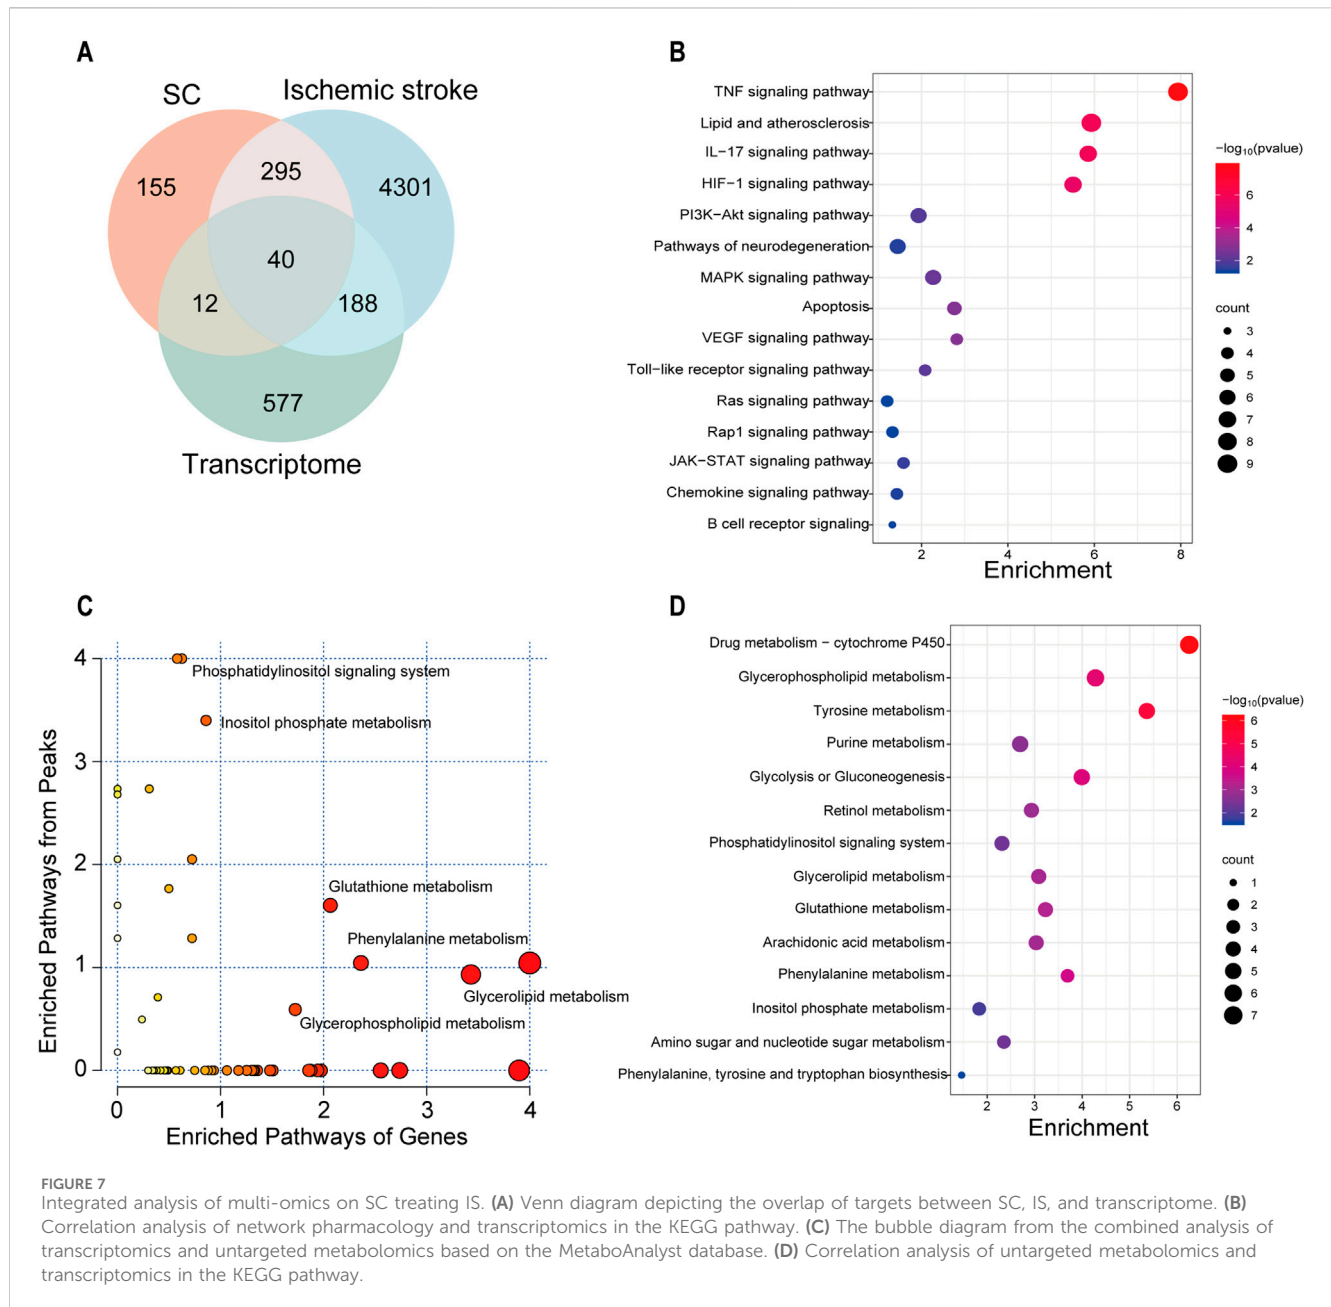 A
SC
Ischemic stroke
155
295
4301
40
12
188
577
Transcriptome
B
TNF signaling pathway
Lipid and atherosclerosis
IL−17 signaling pathway
HIF−1 signaling pathway
PI3K−Akt signaling pathway
Pathways of neurodegeneration
MAPK signaling pathway
Apoptosis
VEGF signaling pathway
Toll−like receptor signaling pathway
Ras signaling pathway
Rap1 signaling pathway
JAK−STAT signaling pathway
Chemokine signaling pathway
B cell receptor signaling
2 4 6 8
Enrichment
−log10(pvalue)
6
4
2
count
3
4
5
6
7
8
9
C
Enriched Pathways from Peaks
4
3
2
1
0
Phosphatidylinositol signaling system
Inositol phosphate metabolism
Glutathione metabolism
Phenylalanine metabolism
Glycerolipid metabolism
Glycerophospholipid metabolism
0 1 2 3 4
Enriched Pathways of Genes
D
Drug metabolism − cytochrome P450
Glycerophospholipid metabolism
Tyrosine metabolism
Purine metabolism
Glycolysis or Gluconeogenesis
Retinol metabolism
Phosphatidylinositol signaling system
Glycerolipid metabolism
Glutathione metabolism
Arachidonic acid metabolism
Phenylalanine metabolism
Inositol phosphate metabolism
Amino sugar and nucleotide sugar metabolism
Phenylalanine, tyrosine and tryptophan biosynthesis
2 3 4 5 6
Enrichment
−log10(pvalue)
6
5
4
3
2
count
1
2
3
4
5
6
7
FIGURE 7
Integrated analysis of multi-omics on SC treating IS. (A) Venn diagram depicting the overlap of targets between SC, IS, and transcriptome. (B)
Correlation analysis of network pharmacology and transcriptomics in the KEGG pathway. (C) The bubble diagram from the combined analysis of
transcriptomics and untargeted metabolomics based on the MetaboAnalyst database. (D) Correlation analysis of untargeted metabolomics and
transcriptomics in the KEGG pathway.